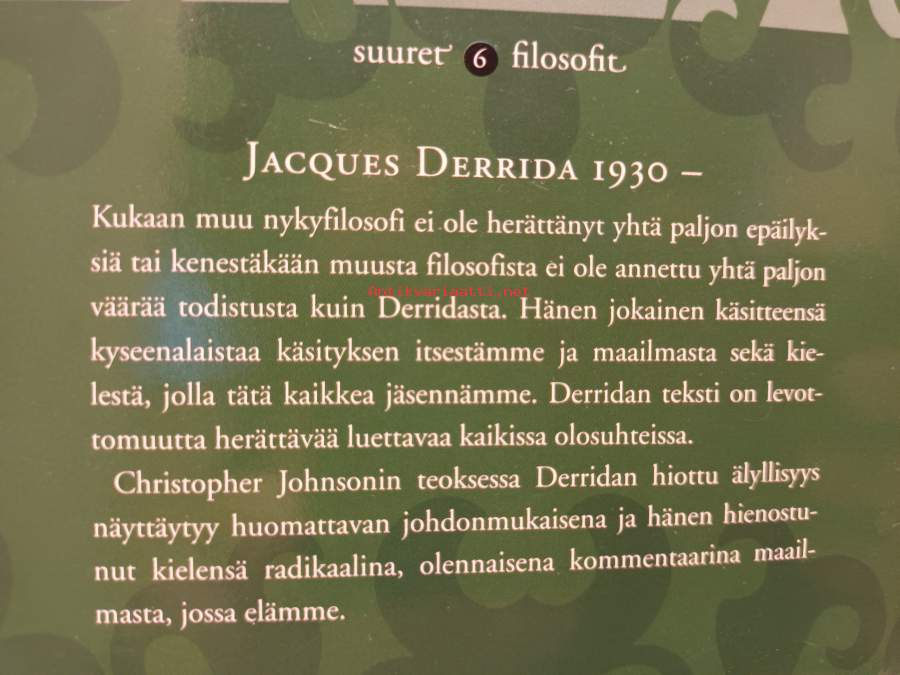 suuret 6 filosofit
JACQUES DERRIDA 1930 –
Kukaan muu nykyfilosofi ei ole herättänyt yhtä paljon epäilyk-
siä tai kenestäkään muusta filosofista ei ole annettu yhtä paljon
Antikvariaatti.net
väärää todistusta kuin Derridasta. Hänen jokainen käsitteensä
kyseenalaistaa käsityksen itsestämme ja maailmasta sekä kie-
lestä, jolla tätä kaikkea jäsennämme. Derridan teksti on levot-
tomuutta herättävää luettavaa kaikissa olosuhteissa.
Christopher Johnsonin teoksessa Derridan hiottu älyllisyys
näyttäytyy huomattavan johdonmukaisena ja hänen hienostu-
nut kielensä radikaalina, olennaisena kommentaarina maail-
masta, jossa elämme.